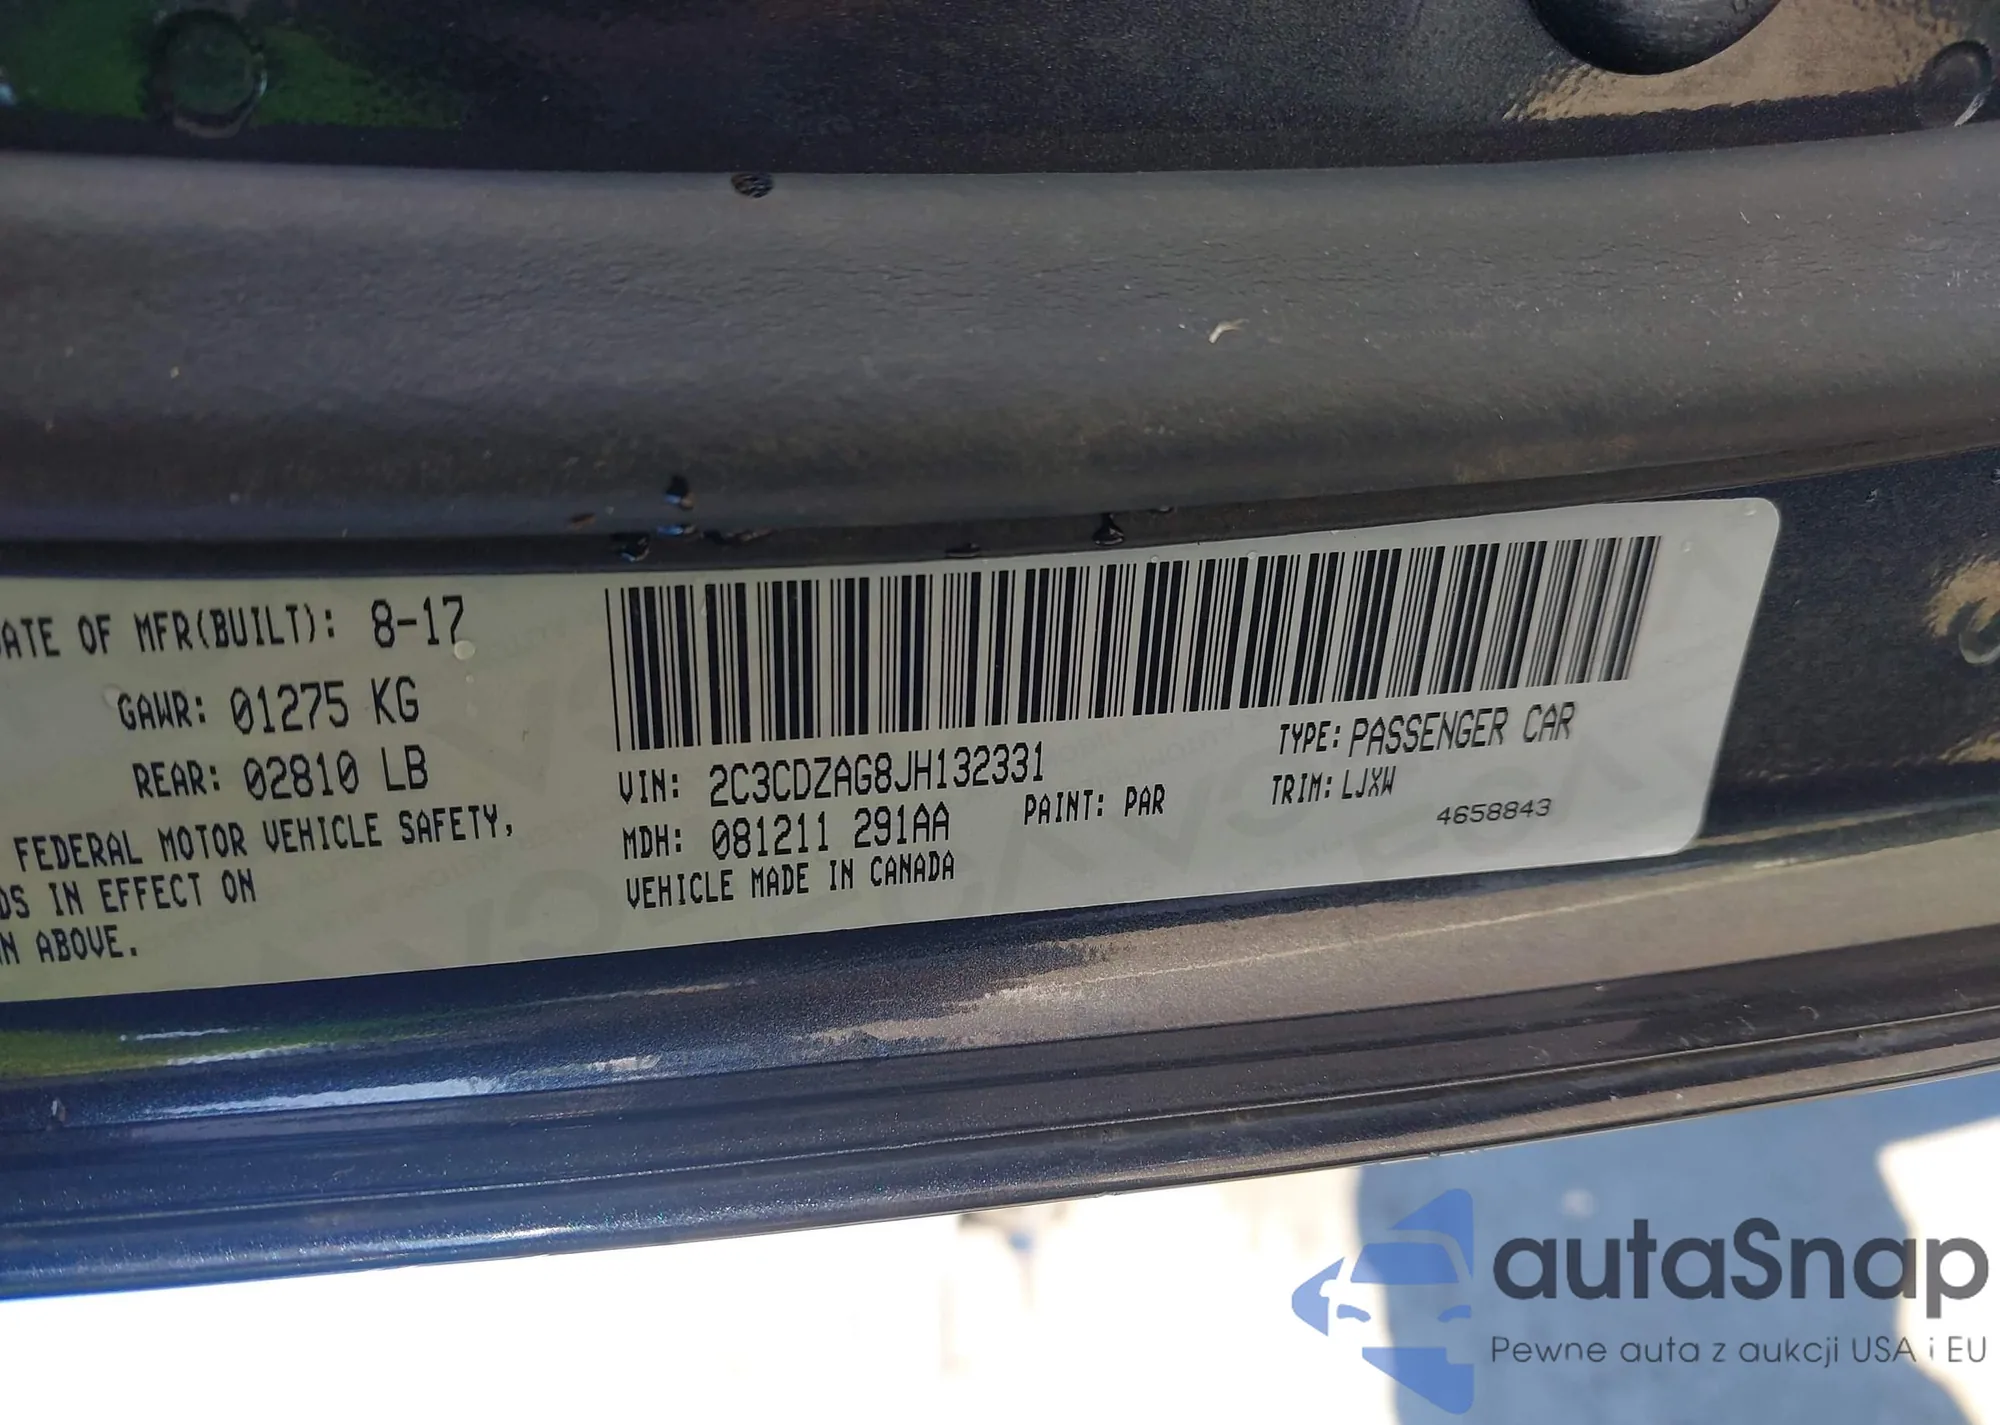 DATE OF MFR(BUILT): 8-17
GAWR: 01275 KG
REAR: 02810 LB
FEDERAL MOTOR VEHICLE SAFETY,
DS IN EFFECT ON
N ABOVE.
VIN: 2C3CDZAG8JH132331
TYPE: PASSENGER CAR
MDH: 081211 291AA
PAINT: PAR
TRIM: LJXW
4658843
VEHICLE MADE IN CANADA
autaSnap
Pewne auta z aukcji USA i EU